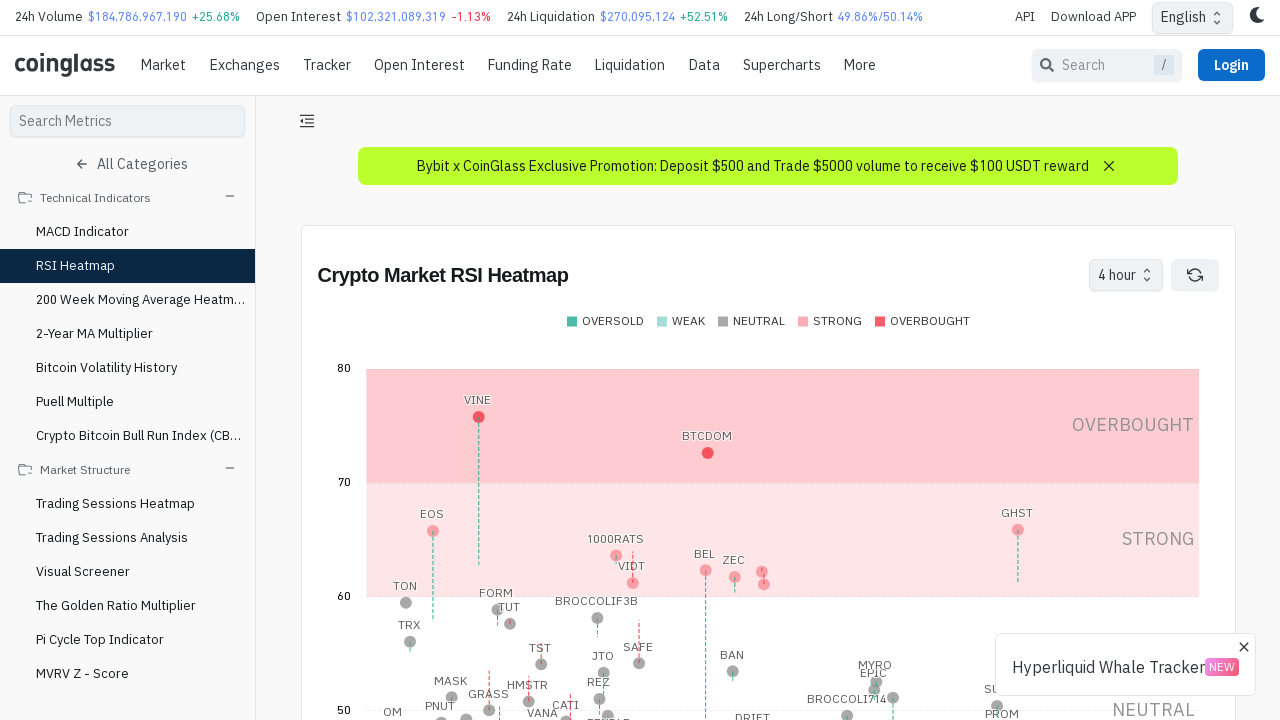 24h Volume $184,786,967,190 +25.68% Open Interest $102,321,089,319 -1.13% 24h Liquidation $270,095,124 +52.51% 24h Long/Short 49.86%/50.14% API Download APP English
coinglass Market Exchanges Tracker Open Interest Funding Rate Liquidation Data Supercharts More Search / Login
Search Metrics
All Categories
Technical Indicators
MACD Indicator
RSI Heatmap
200 Week Moving Average Heatm...
2-Year MA Multiplier
Bitcoin Volatility History
Puell Multiple
Crypto Bitcoin Bull Run Index (CB...
Market Structure
Trading Sessions Heatmap
Trading Sessions Analysis
Visual Screener
The Golden Ratio Multiplier
Pi Cycle Top Indicator
MVRV Z - Score
Bybit x CoinGlass Exclusive Promotion: Deposit $500 and Trade $5000 volume to receive $100 USDT reward
Crypto Market RSI Heatmap
4 hour
OVERSOLD WEAK NEUTRAL STRONG OVERBOUGHT
80
VINE
OVERBOUGHT
BTCDOM
70
EOS
GHST
1000RATS
STRONG
BEL
ZEC
VIDT
TON
FORM
60
BROCCOLIF3B
TUT
TRX
TST
SAFE
JTO
BAN
MYRO
EPIC
MASK
REZ
HMSTR
GRASS
BROCCOLI714
PNUT
CATI
OM
VANA
50
DRIFT
PROM
NEUTRAL
Hyperliquid Whale Tracker NEW